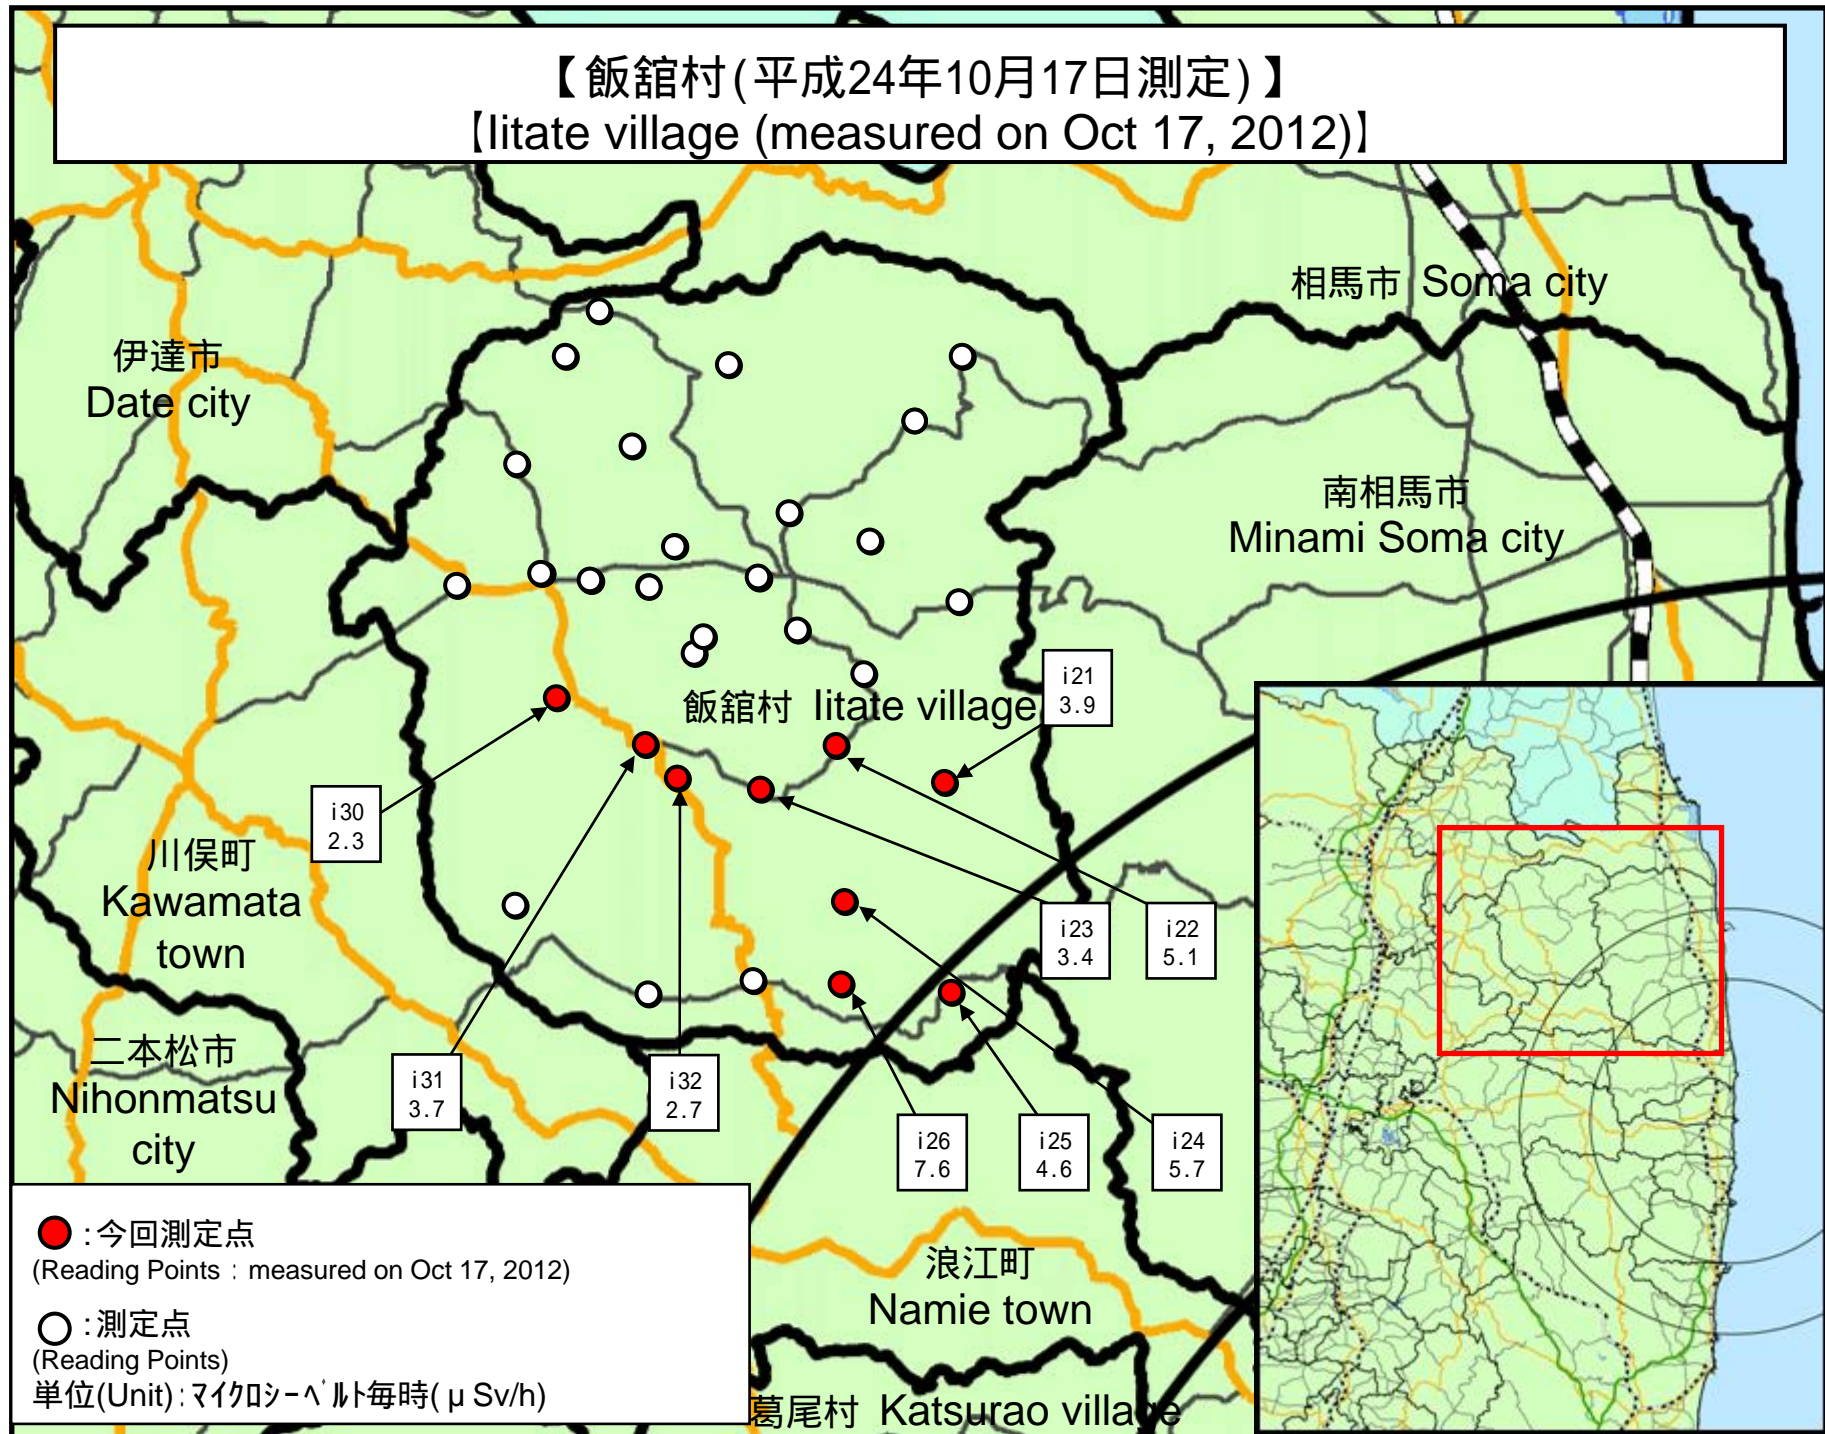 【飯舘村(平成24年10月17日測定)】
【Iitate village (measured on Oct 17, 2012)】
相馬市 Soma city
伊達市
Date city
南相馬市
Minami Soma city
飯舘村 Iitate village
i21
3.9
i30
2.3
川俣町
Kawamata
town
i23
3.4
i22
5.1
二本松市
Nihonmatsu
city
i31
3.7
i32
2.7
i26
7.6
i25
4.6
i24
5.7
:今回測定点
(Reading Points : measured on Oct 17, 2012)
:測定点
(Reading Points)
単位(Unit):マイクロシーベルト毎時( μ Sv/h)
浪江町
Namie town
葛尾村 Katsurao village